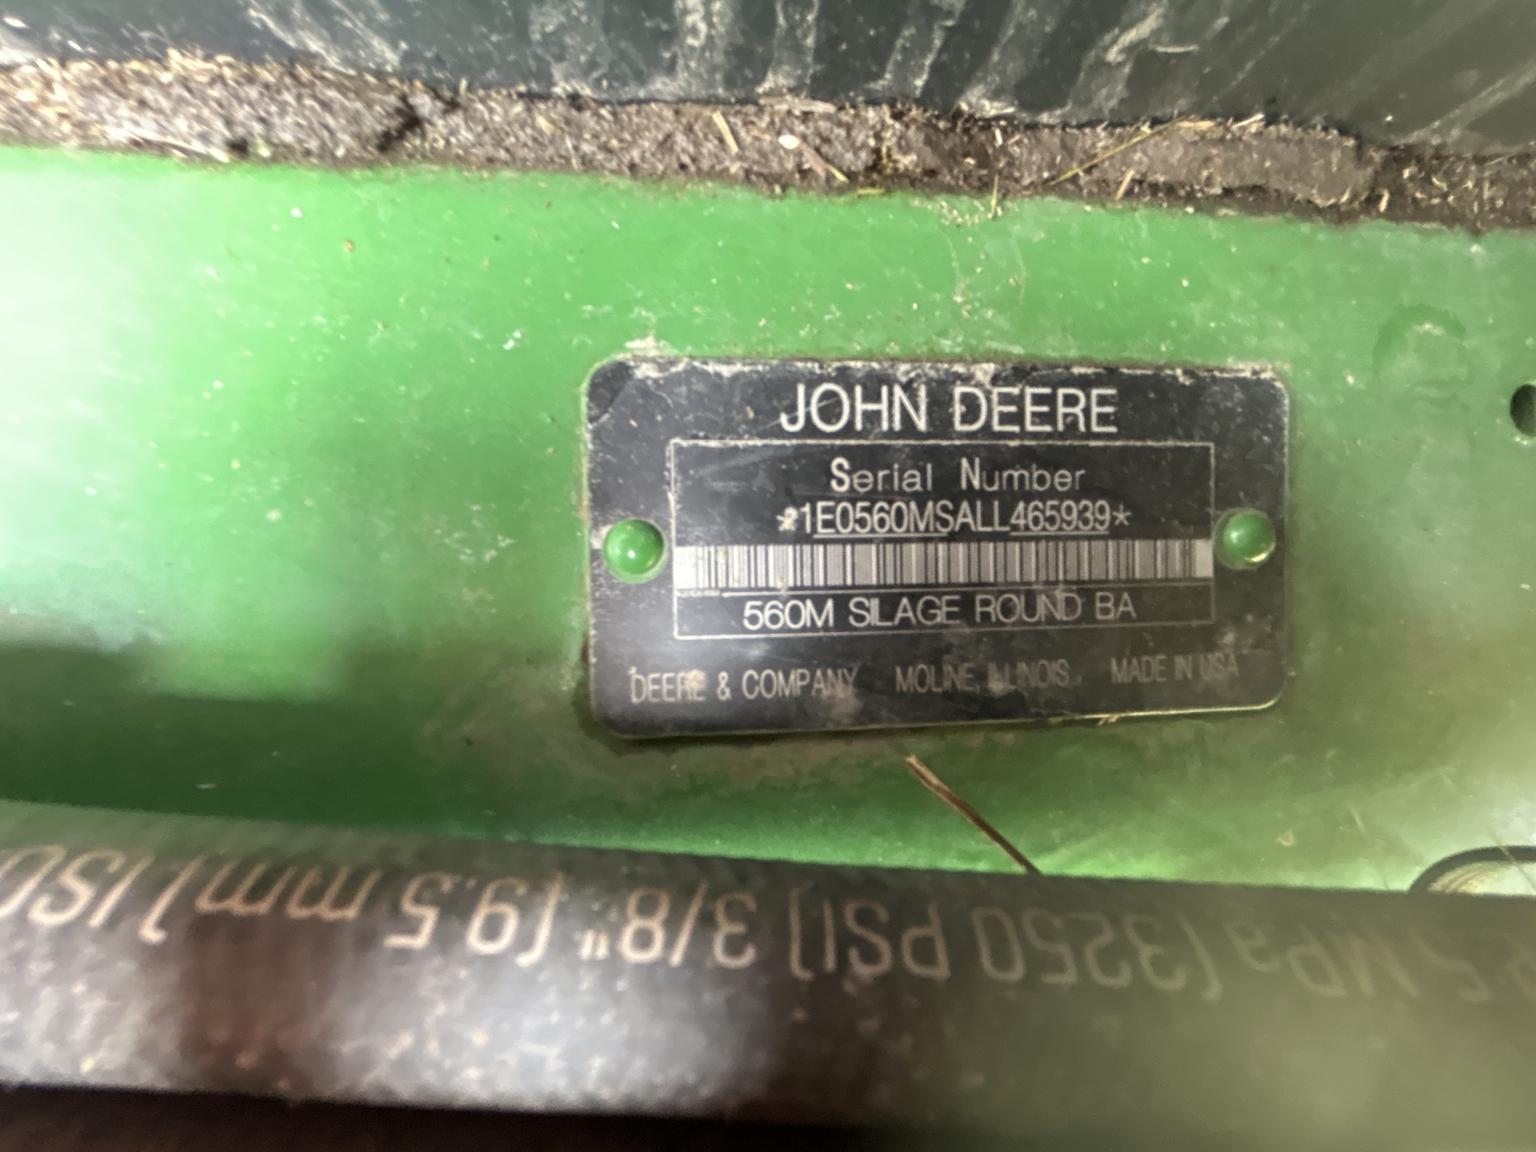 JOHN DEERE
Serial Number
*1E0560MSALL465939*
560M SILAGE ROUND BA
DEERE & COMPANY MOLINE, ILLINOIS MADE IN USA
5 MPa (3250 PSI) 3/8" (9.5 mm) ISO